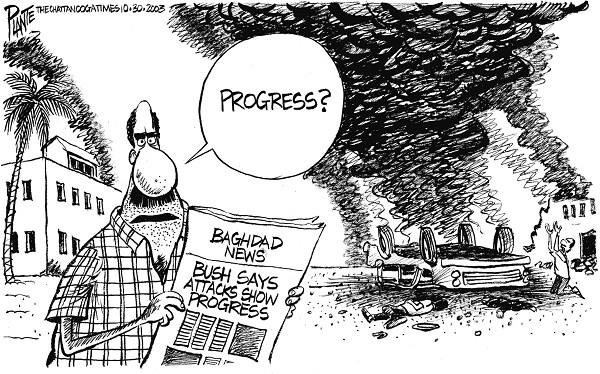 PLANTE THE CHATTANOOGA TIMES 10·30·2003
PROGRESS?
BAGHDAD
NEWS
BUSH SAYS
ATTACKS SHOW
PROGRESS